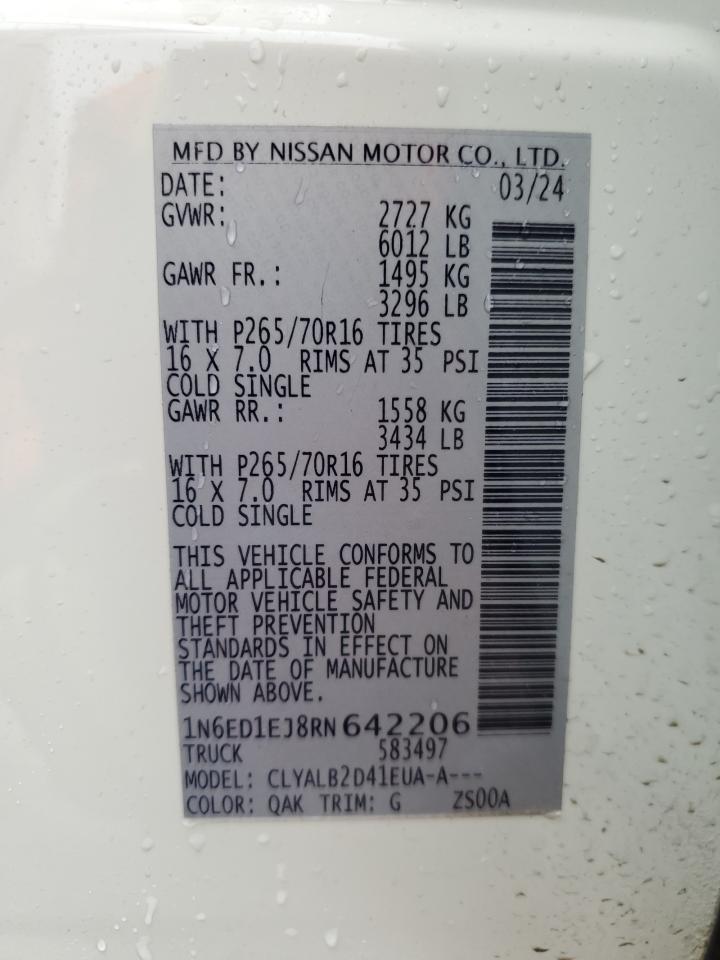 MFD BY NISSAN MOTOR CO., LTD.
DATE: 03/24
GVWR: 2727 KG
6012 LB
GAWR FR.: 1495 KG
3296 LB
WITH P265/70R16 TIRES
16 X 7.0 RIMS AT 35 PSI
COLD SINGLE
GAWR RR.: 1558 KG
3434 LB
WITH P265/70R16 TIRES
16 X 7.0 RIMS AT 35 PSI
COLD SINGLE
THIS VEHICLE CONFORMS TO
ALL APPLICABLE FEDERAL
MOTOR VEHICLE SAFETY AND
THEFT PREVENTION
STANDARDS IN EFFECT ON
THE DATE OF MANUFACTURE
SHOWN ABOVE.
1N6ED1EJ8RN642206
TRUCK 583497
MODEL: CLYALB2D41EUA-A---
COLOR: QAK TRIM: G ZS00A